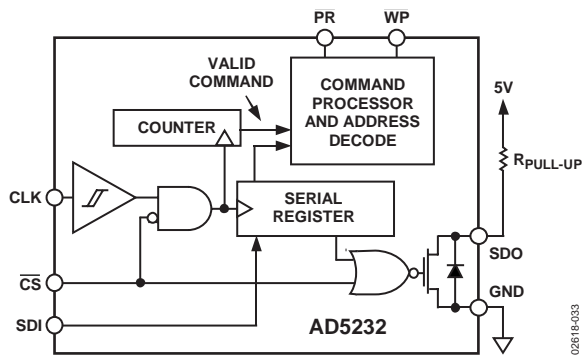 PR
WP
VALID
COMMAND
COMMAND
PROCESSOR
AND ADDRESS
DECODE
5V
COUNTER
RPULL-UP
CLK
SERIAL
REGISTER
SDO
CS
GND
SDI
AD5232
02618-033